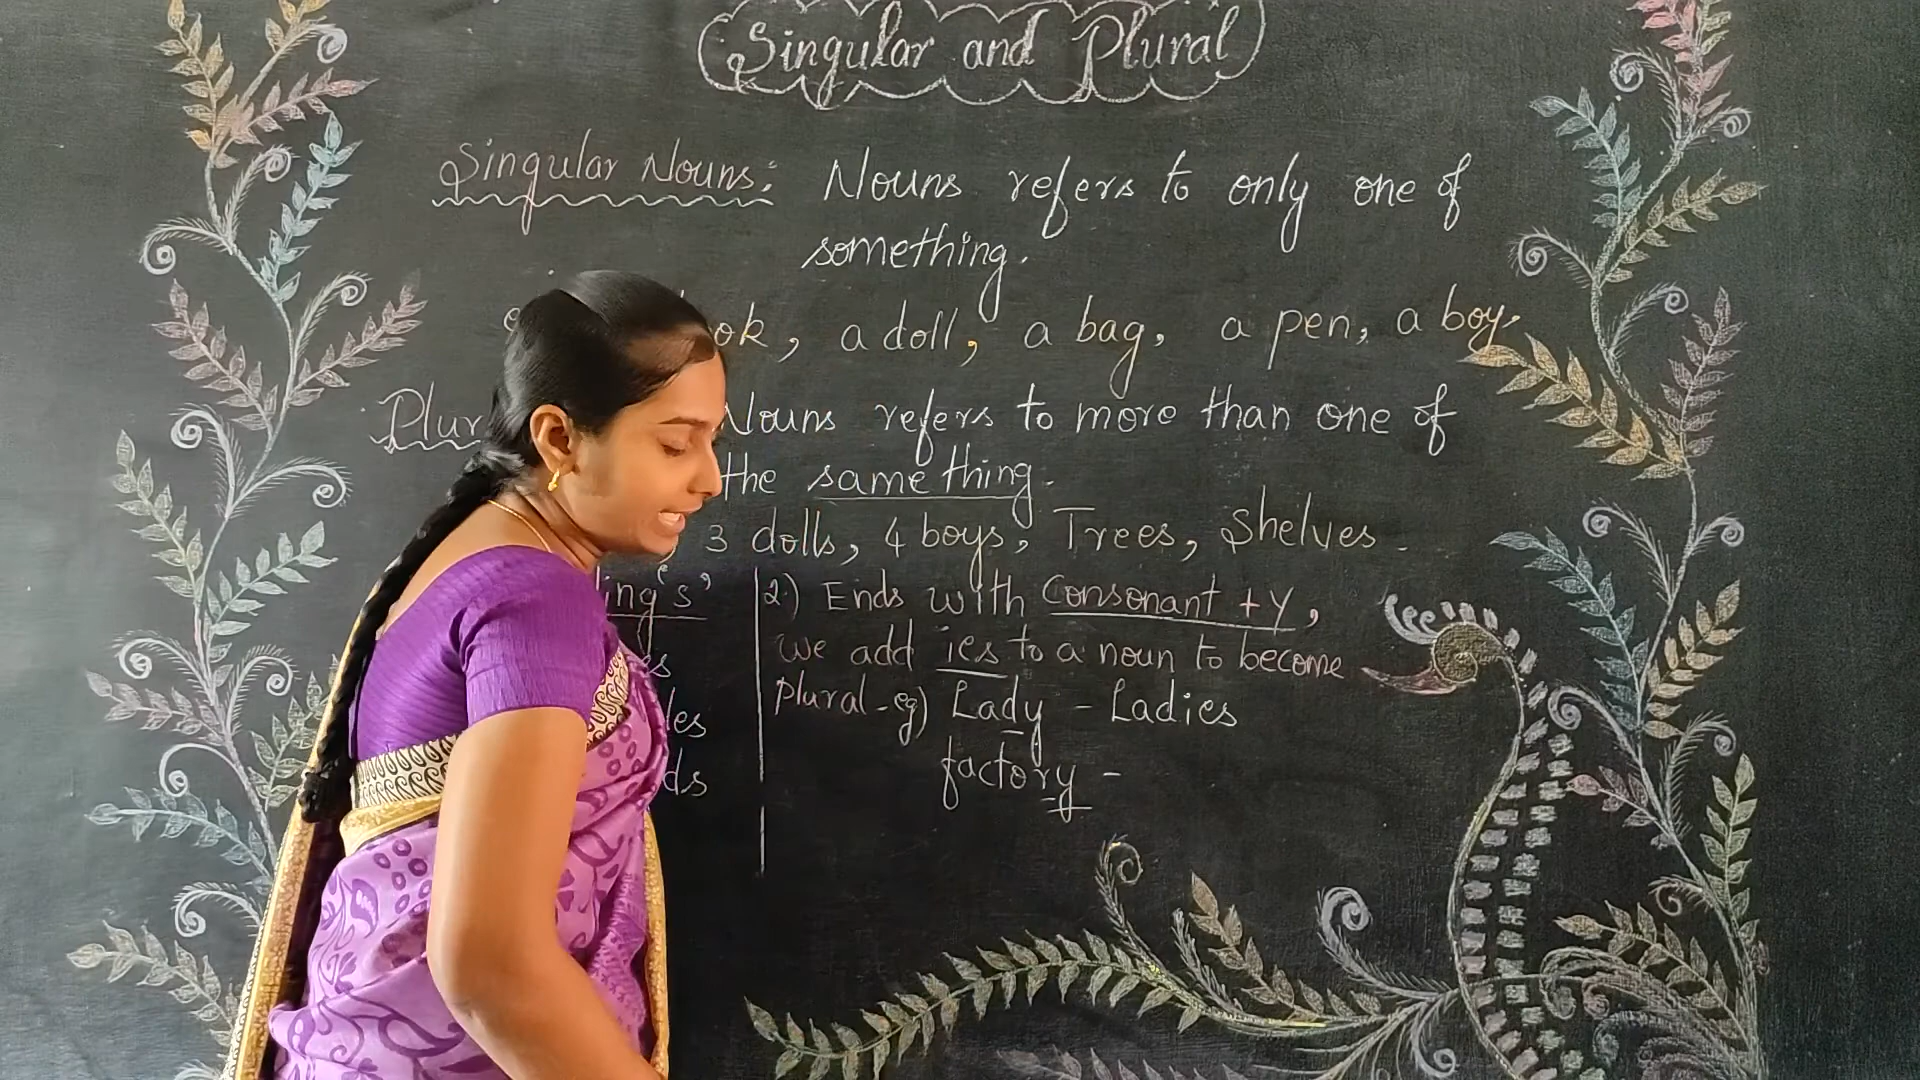 Singular and Plural
Singular Nouns: Nouns refers to only one of
something.
a doll, a bag, a pen, a boy.
Nouns refers to more than one of
the same thing.
3 dolls, 4 boys, Trees, Shelves.
2) Ends with Consonant + y,
we add ies to a noun to become
plural - eg) Lady - Ladies
factory -